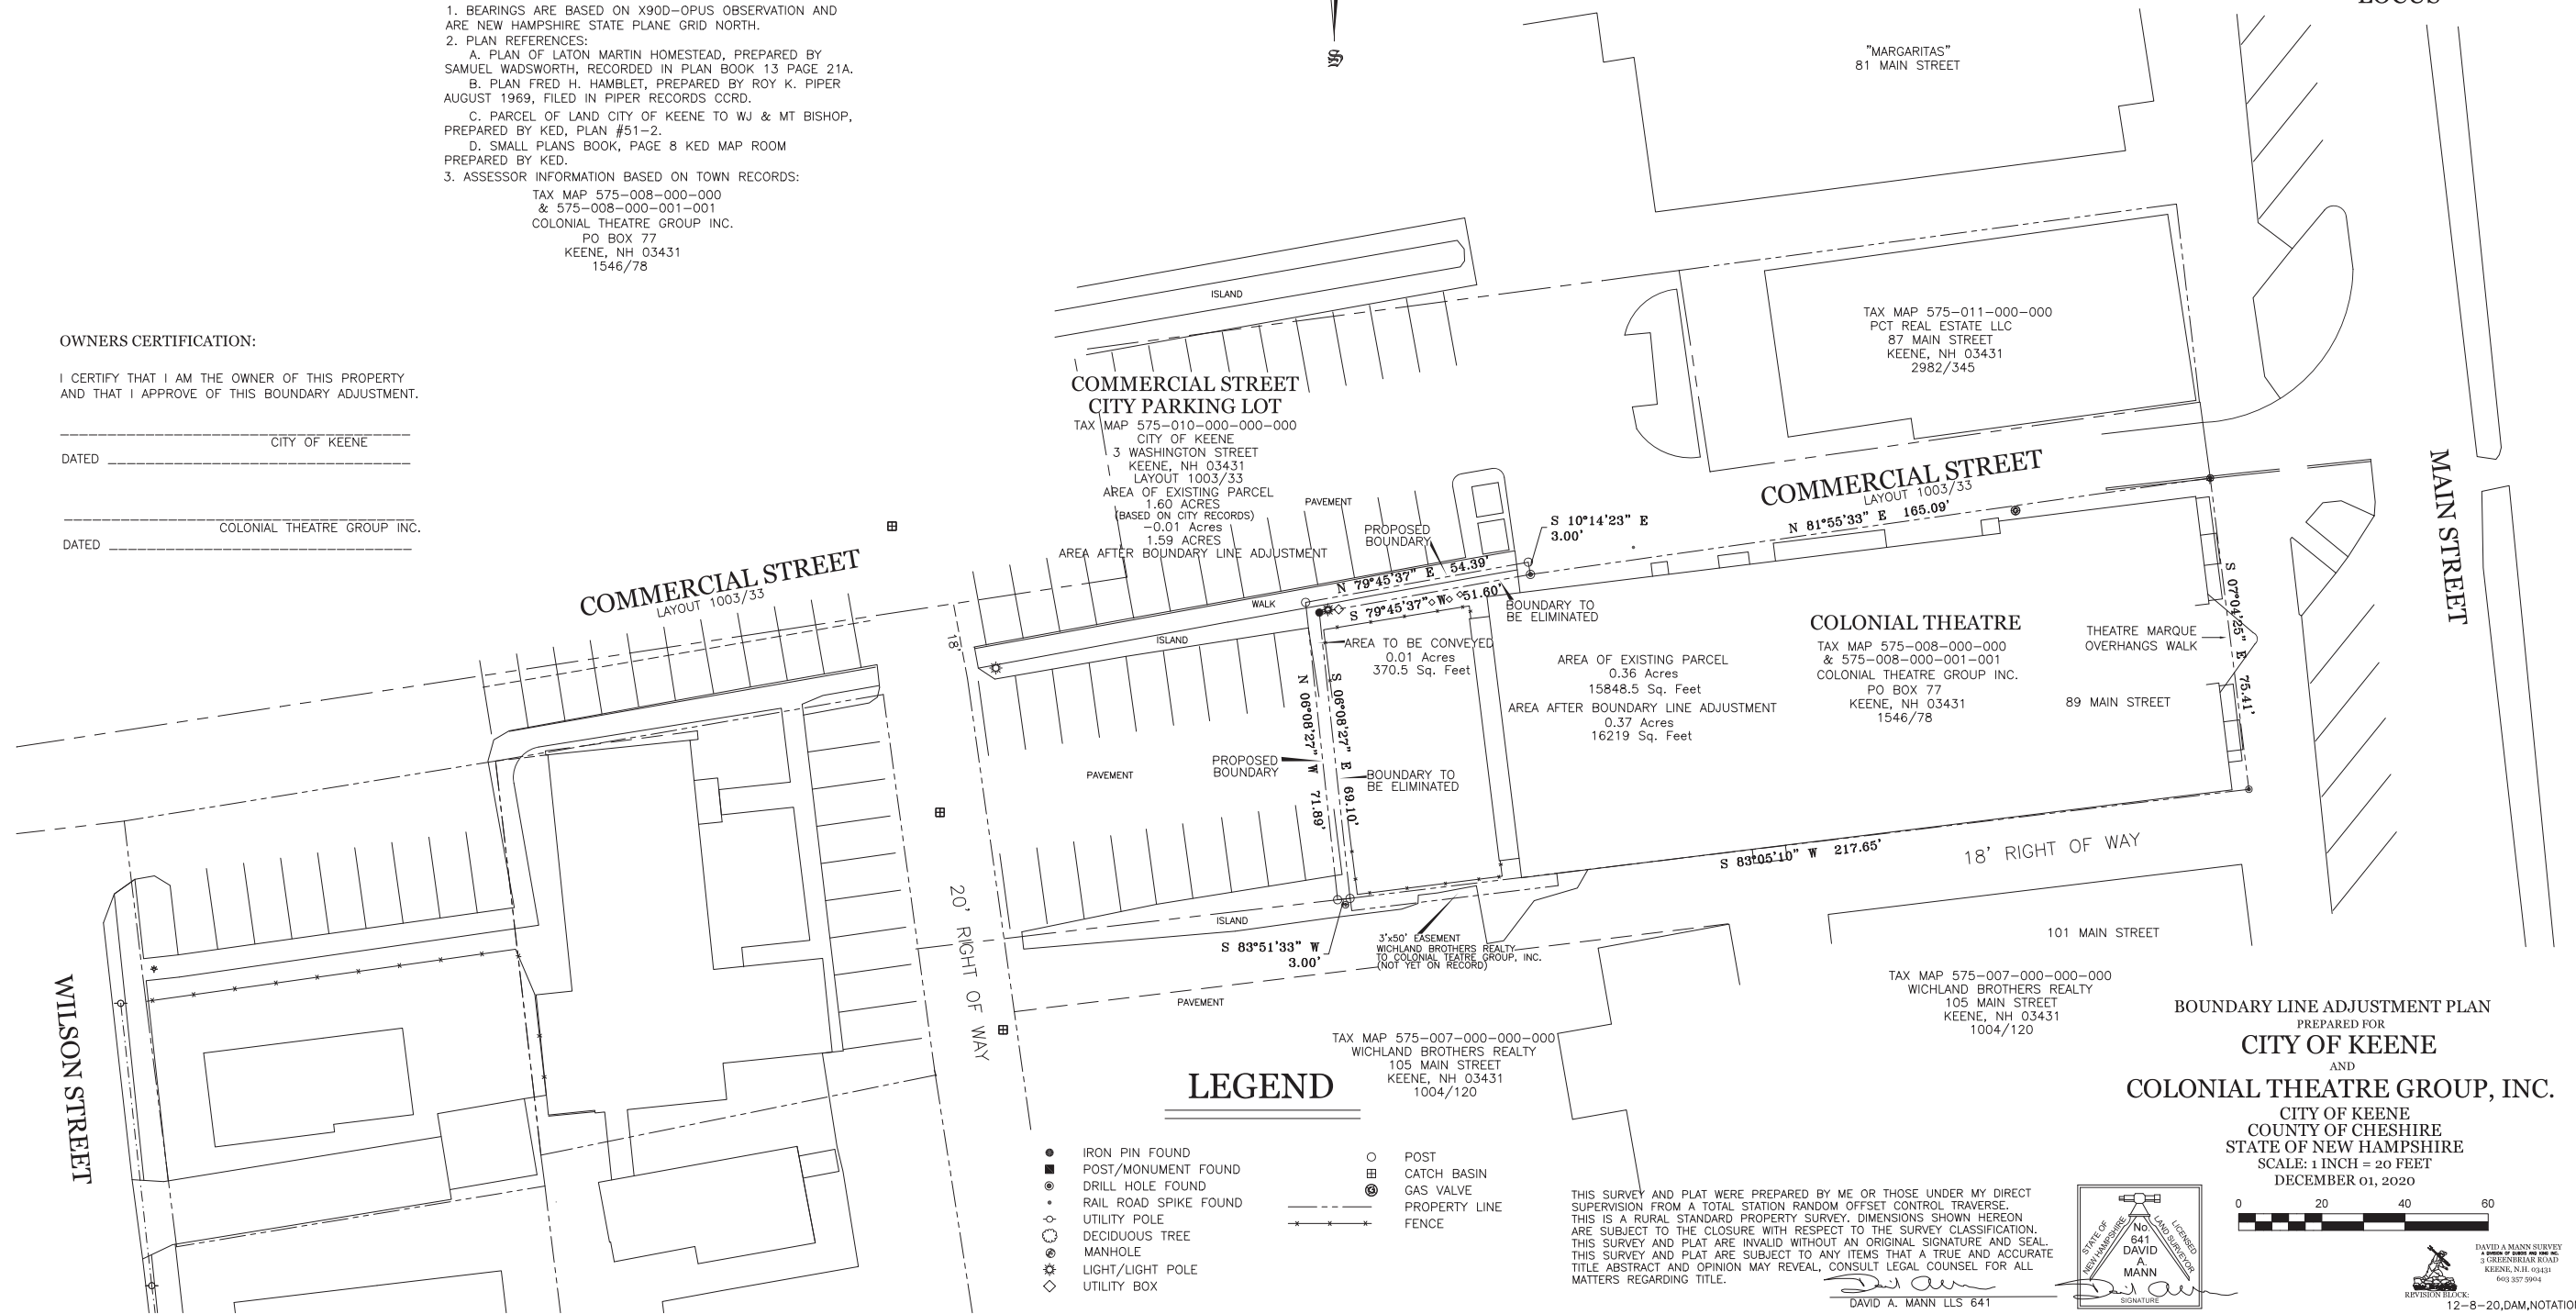 1. BEARINGS ARE BASED ON X90D-OPUS OBSERVATION AND
ARE NEW HAMPSHIRE STATE PLANE GRID NORTH.
2. PLAN REFERENCES:
A. PLAN OF LATON MARTIN HOMESTEAD, PREPARED BY
SAMUEL WADSWORTH, RECORDED IN PLAN BOOK 13 PAGE 21A.
B. PLAN FRED H. HAMBLET, PREPARED BY ROY K. PIPER
AUGUST 1969, FILED IN PIPER RECORDS CCRD.
C. PARCEL OF LAND CITY OF KEENE TO WJ & MT BISHOP,
PREPARED BY KED, PLAN #51-2.
D. SMALL PLANS BOOK, PAGE 8 KED MAP ROOM
PREPARED BY KED.
3. ASSESSOR INFORMATION BASED ON TOWN RECORDS:
TAX MAP 575-008-000-000
& 575-008-000-001-001
COLONIAL THEATRE GROUP INC.
PO BOX 77
KEENE, NH 03431
1546/78
S
LOCUS
"MARGARITAS"
81 MAIN STREET
OWNERS CERTIFICATION:
I CERTIFY THAT I AM THE OWNER OF THIS PROPERTY
AND THAT I APPROVE OF THIS BOUNDARY ADJUSTMENT.
CITY OF KEENE
DATED
COLONIAL THEATRE GROUP INC.
DATED
ISLAND
TAX MAP 575-011-000-000
PCT REAL ESTATE LLC
87 MAIN STREET
KEENE, NH 03431
2982/345
COMMERCIAL STREET
CITY PARKING LOT
TAX MAP 575-010-000-000-000
CITY OF KEENE
3 WASHINGTON STREET
KEENE, NH 03431
LAYOUT 1003/33
AREA OF EXISTING PARCEL
1.60 ACRES
(BASED ON CITY RECORDS)
-0.01 Acres
1.59 ACRES
AREA AFTER BOUNDARY LINE ADJUSTMENT
PAVEMENT
PROPOSED
BOUNDARY
S 10°14'23" E
3.00'
COMMERCIAL STREET
LAYOUT 1003/33
N 81°55'33" E 165.09'
MAIN STREET
COMMERCIAL STREET
LAYOUT 1003/33
18'
WALK
ISLAND
N 79°45'37" E 54.39'
S 79°45'37" W 51.60'
BOUNDARY TO
BE ELIMINATED
AREA TO BE CONVEYED
0.01 Acres
370.5 Sq. Feet
N 06°08'27" W 71.89'
S 06°08'27" E 69.10'
PROPOSED
BOUNDARY
BOUNDARY TO
BE ELIMINATED
PAVEMENT
AREA OF EXISTING PARCEL
0.36 Acres
15848.5 Sq. Feet
AREA AFTER BOUNDARY LINE ADJUSTMENT
0.37 Acres
16219 Sq. Feet
COLONIAL THEATRE
TAX MAP 575-008-000-000
& 575-008-000-001-001
COLONIAL THEATRE GROUP INC.
PO BOX 77
KEENE, NH 03431
1546/78
THEATRE MARQUE
OVERHANGS WALK
89 MAIN STREET
S 07°04'25" E 75.41'
S 83°05'10" W 217.65'
18' RIGHT OF WAY
20' RIGHT OF WAY
ISLAND
S 83°51'33" W
3.00'
3'x50' EASEMENT
WICHLAND BROTHERS REALTY
TO COLONIAL TEATRE GROUP, INC.
(NOT YET ON RECORD)
PAVEMENT
101 MAIN STREET
TAX MAP 575-007-000-000-000
WICHLAND BROTHERS REALTY
105 MAIN STREET
KEENE, NH 03431
1004/120
TAX MAP 575-007-000-000-000
WICHLAND BROTHERS REALTY
105 MAIN STREET
KEENE, NH 03431
1004/120
WILSON STREET
LEGEND
IRON PIN FOUND
POST/MONUMENT FOUND
DRILL HOLE FOUND
RAIL ROAD SPIKE FOUND
UTILITY POLE
DECIDUOUS TREE
MANHOLE
LIGHT/LIGHT POLE
UTILITY BOX
POST
CATCH BASIN
GAS VALVE
PROPERTY LINE
FENCE
THIS SURVEY AND PLAT WERE PREPARED BY ME OR THOSE UNDER MY DIRECT
SUPERVISION FROM A TOTAL STATION RANDOM OFFSET CONTROL TRAVERSE.
THIS IS A RURAL STANDARD PROPERTY SURVEY. DIMENSIONS SHOWN HEREON
ARE SUBJECT TO THE CLOSURE WITH RESPECT TO THE SURVEY CLASSIFICATION.
THIS SURVEY AND PLAT ARE INVALID WITHOUT AN ORIGINAL SIGNATURE AND SEAL.
THIS SURVEY AND PLAT ARE SUBJECT TO ANY ITEMS THAT A TRUE AND ACCURATE
TITLE ABSTRACT AND OPINION MAY REVEAL, CONSULT LEGAL COUNSEL FOR ALL
MATTERS REGARDING TITLE.
DAVID A. MANN LLS 641
STATE OF
NEW HAMPSHIRE
LICENSED
LAND SURVEYOR
No.
641
DAVID
A.
MANN
SIGNATURE
BOUNDARY LINE ADJUSTMENT PLAN
PREPARED FOR
CITY OF KEENE
AND
COLONIAL THEATRE GROUP, INC.
CITY OF KEENE
COUNTY OF CHESHIRE
STATE OF NEW HAMPSHIRE
SCALE: 1 INCH = 20 FEET
DECEMBER 01, 2020
0 20 40 60
DAVID A MANN SURVEY
3 GREENBRIAR ROAD
KEENE, N.H. 03431
603 357 5904
REVISION BLOCK:
12-8-20,DAM,NOTATIO